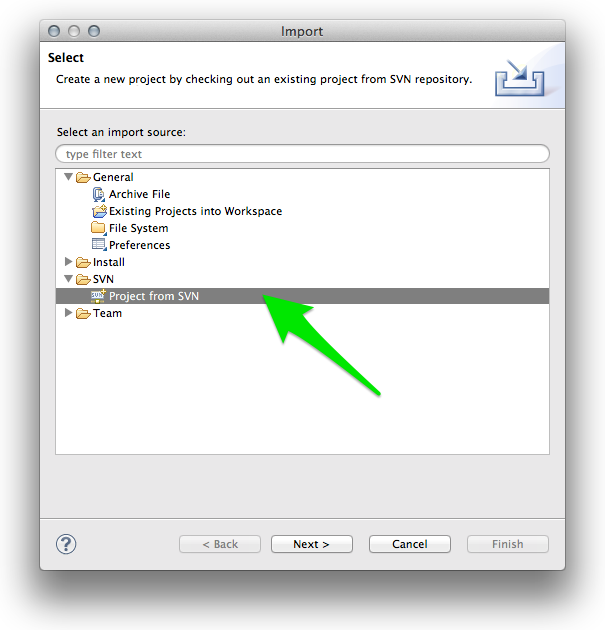 Import
Select
Create a new project by checking out an existing project from SVN repository.
Select an import source:
type filter text
General
Archive File
Existing Projects into Workspace
File System
Preferences
Install
SVN
Project from SVN
Team
?
< Back
Next >
Cancel
Finish